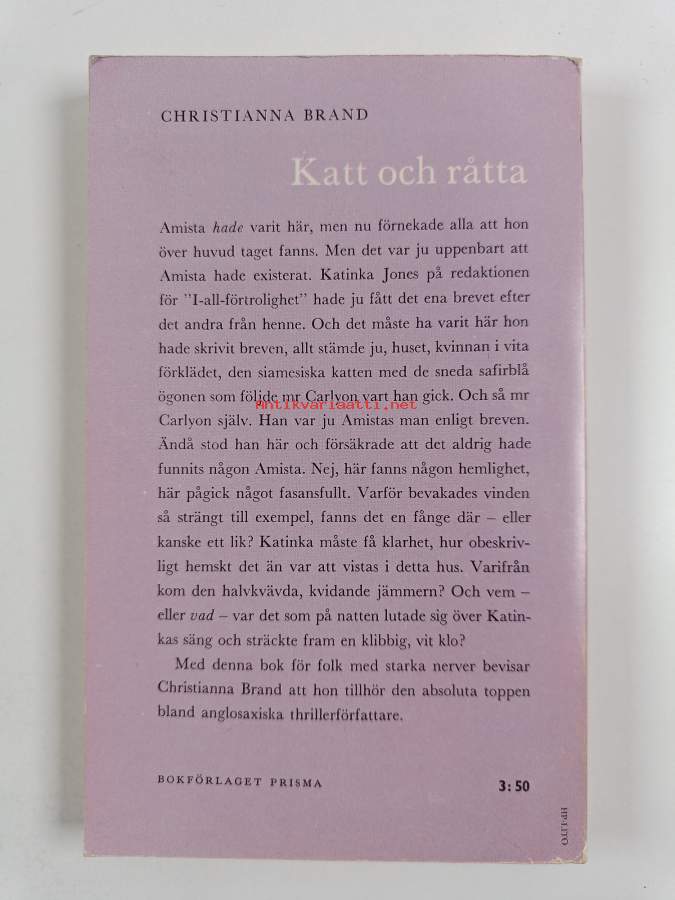 CHRISTIANNA BRAND
Katt och råtta
Amista hade varit här, men nu förnekade alla att hon
över huvud taget fanns. Men det var ju uppenbart att
Amista hade existerat. Katinka Jones på redaktionen
för ”I-all-förtrolighet” hade ju fått det ena brevet efter
det andra från henne. Och det måste ha varit här hon
hade skrivit breven, allt stämde ju, huset, kvinnan i vita
förklädet, den siamesiska katten med de sneda safirblå
ögonen som följde mr Carlyon vart han gick. Och så mr
antikvariaatti.net
Carlyon själv. Han var ju Amistas man enligt breven.
Ändå stod han här och försäkrade att det aldrig hade
funnits någon Amista. Nej, här fanns någon hemlighet,
här pågick något fasansfullt. Varför bevakades vinden
så strängt till exempel, fanns det en fånge där – eller
kanske ett lik? Katinka måste få klarhet, hur obeskriv-
ligt hemskt det än var att vistas i detta hus. Varifrån
kom den halvkvävda, kvidande jämmern? Och vem –
eller vad – var det som på natten lutade sig över Katin-
kas säng och sträckte fram en klibbig, vit klo?
Med denna bok för folk med starka nerver bevisar
Christianna Brand att hon tillhör den absoluta toppen
bland anglosaxiska thrillerförfattare.
BOKFÖRLAGET PRISMA
3:50
HP-LITO